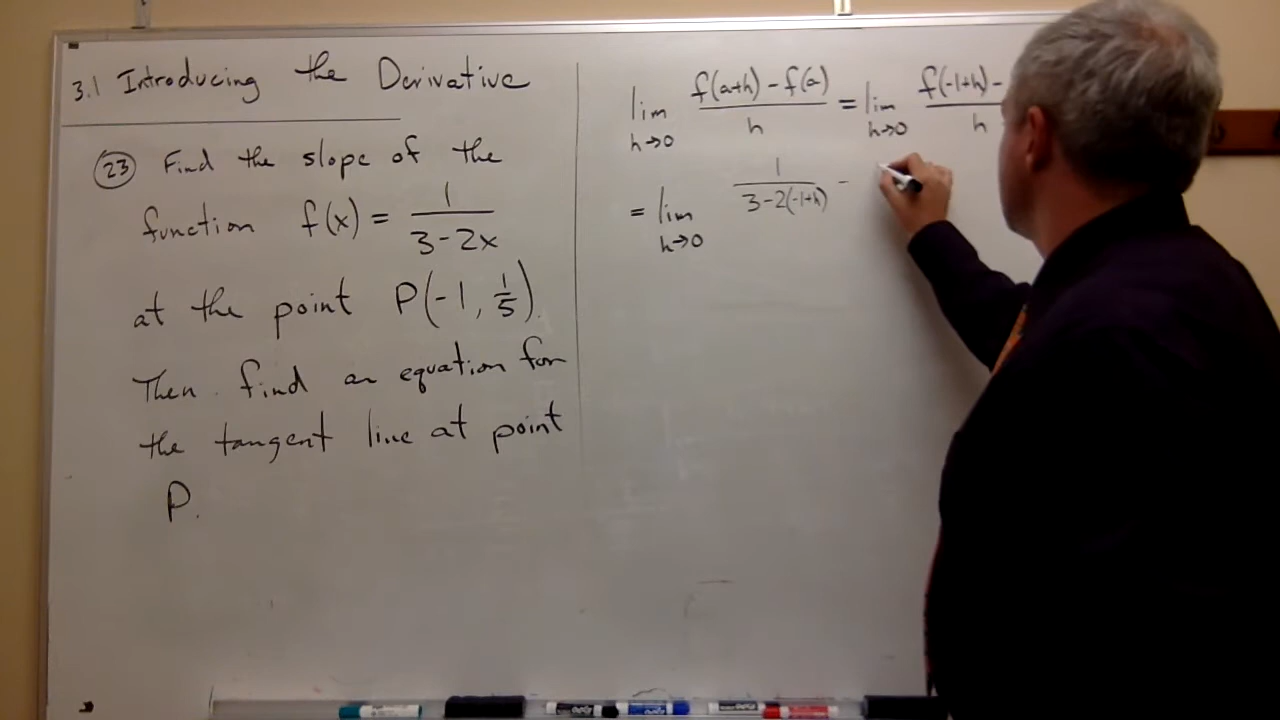 3.1 Introducing the Derivative
(23) Find the slope of the
function f(x) = 1/(3-2x)
at the point P(-1, 1/5).
Then find an equation for
the tangent line at point
P.
lim h→0 (f(a+h) - f(a))/h = lim h→0 (f(-1+h) -)/h
= lim h→0 1/(3-2(-1+h)) -